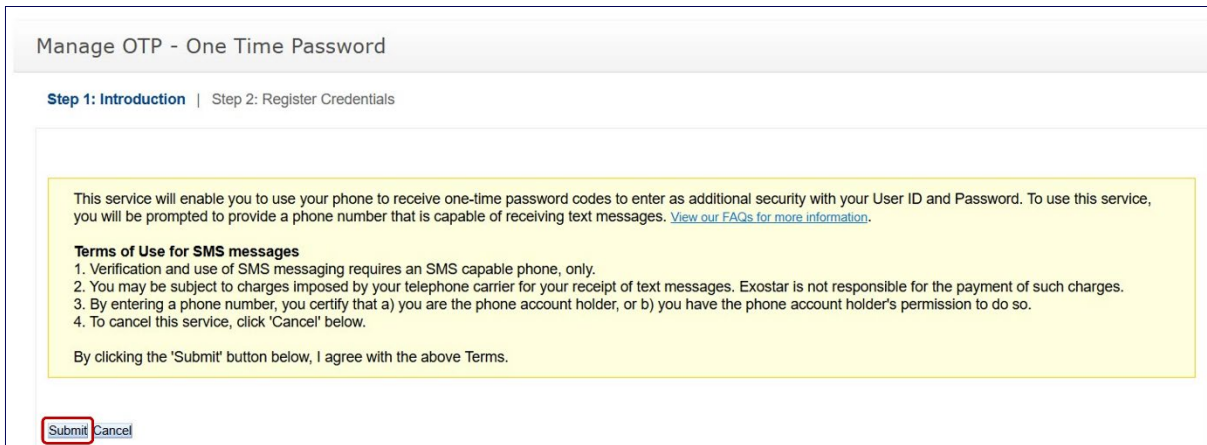 Manage OTP - One Time Password
Step 1: Introduction | Step 2: Register Credentials
This service will enable you to use your phone to receive one-time password codes to enter as additional security with your User ID and Password. To use this service,
you will be prompted to provide a phone number that is capable of receiving text messages. View our FAQs for more information.
Terms of Use for SMS messages
1. Verification and use of SMS messaging requires an SMS capable phone, only.
2. You may be subject to charges imposed by your telephone carrier for your receipt of text messages. Exostar is not responsible for the payment of such charges.
3. By entering a phone number, you certify that a) you are the phone account holder, or b) you have the phone account holder's permission to do so.
4. To cancel this service, click 'Cancel' below.
By clicking the 'Submit' button below, I agree with the above Terms.
Submit Cancel